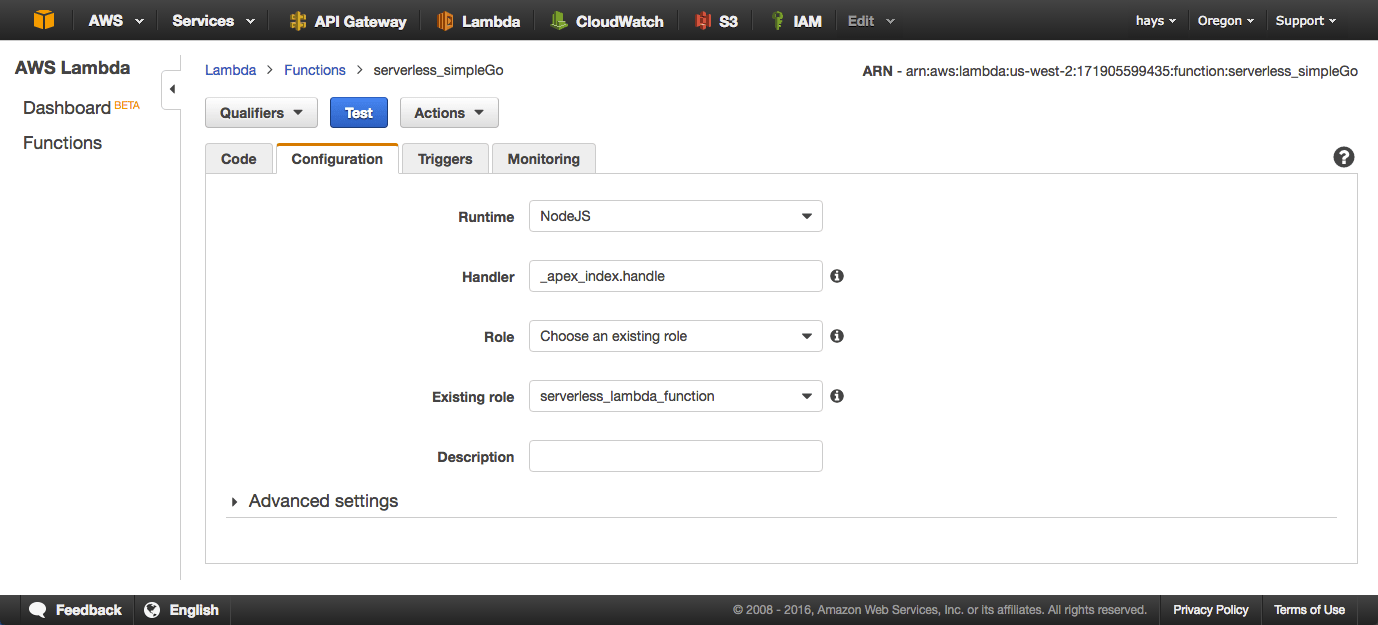 AWS Services API Gateway Lambda CloudWatch S3 IAM Edit hays Oregon Support
AWS Lambda
Dashboard BETA
Functions
Lambda > Functions > serverless_simpleGo
ARN - arn:aws:lambda:us-west-2:171905599435:function:serverless_simpleGo
Qualifiers Test Actions
Code Configuration Triggers Monitoring
?
Runtime NodeJS
Handler _apex_index.handle
Role Choose an existing role
Existing role serverless_lambda_function
Description
Advanced settings
Feedback English © 2008 - 2016, Amazon Web Services, Inc. or its affiliates. All rights reserved. Privacy Policy Terms of Use